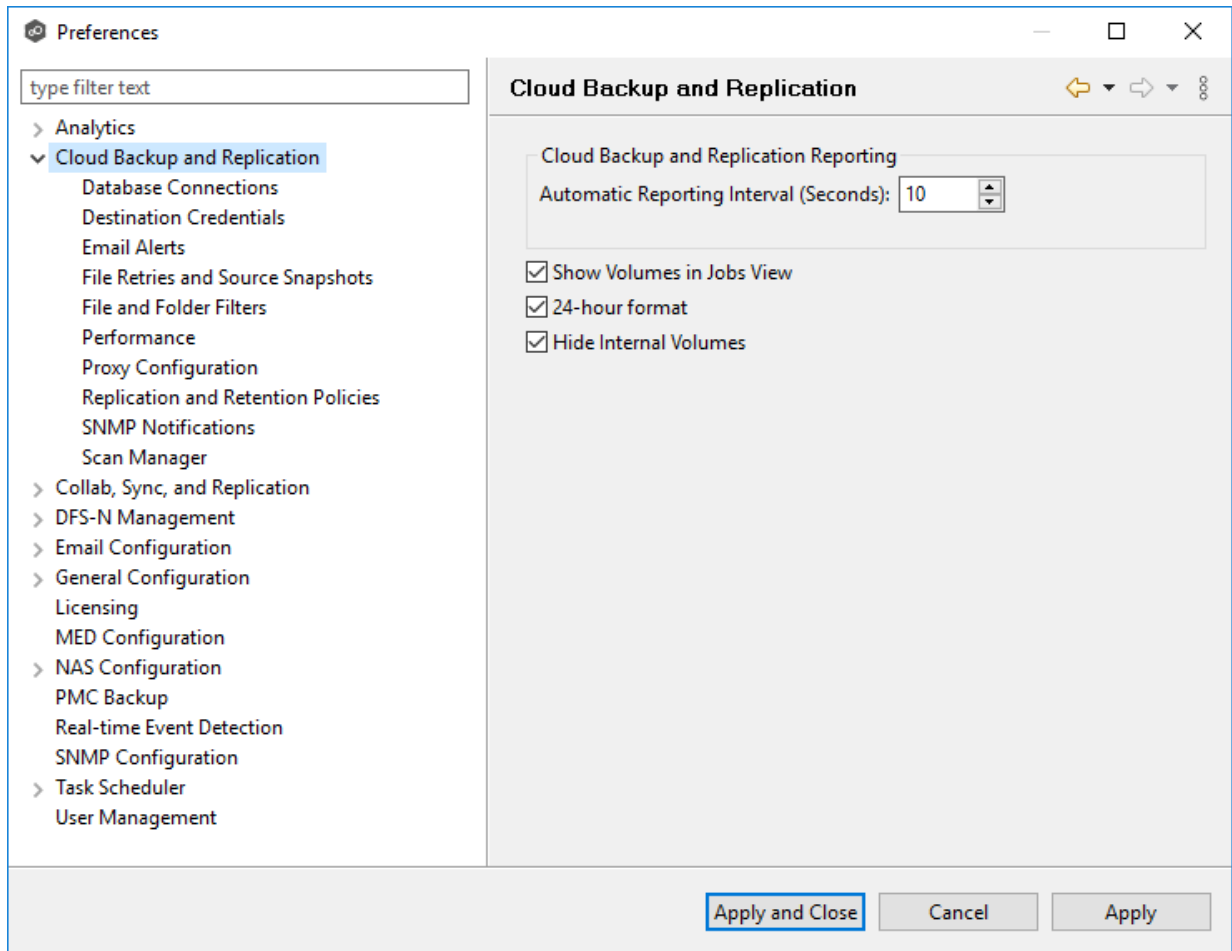 Preferences
type filter text
Analytics
Cloud Backup and Replication
Database Connections
Destination Credentials
Email Alerts
File Retries and Source Snapshots
File and Folder Filters
Performance
Proxy Configuration
Replication and Retention Policies
SNMP Notifications
Scan Manager
Collab, Sync, and Replication
DFS-N Management
Email Configuration
General Configuration
Licensing
MED Configuration
NAS Configuration
PMC Backup
Real-time Event Detection
SNMP Configuration
Task Scheduler
User Management
Cloud Backup and Replication
Cloud Backup and Replication Reporting
Automatic Reporting Interval (Seconds): 10
Show Volumes in Jobs View
24-hour format
Hide Internal Volumes
Apply and Close Cancel Apply